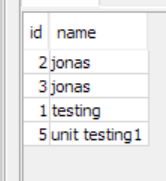 id name
2 jonas
3 jonas
1 testing
5 unit testing1